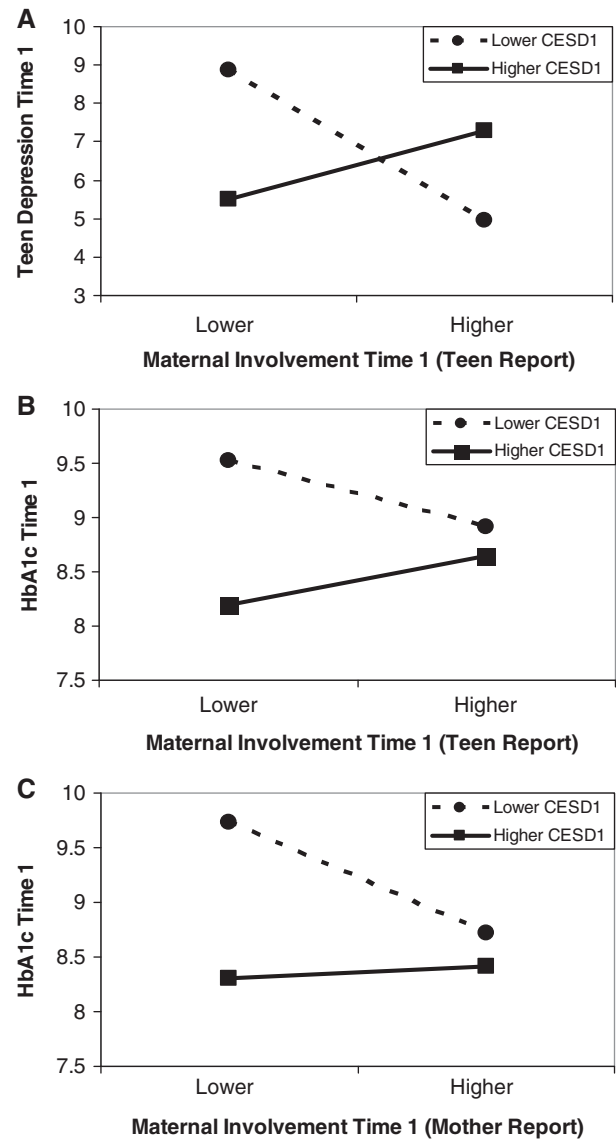 A
10
Lower CESD1
Higher CESD1
9
8
7
6
5
4
3
Teen Depression Time 1
Lower Higher
Maternal Involvement Time 1 (Teen Report)
B
10
Lower CESD1
Higher CESD1
9.5
9
8.5
8
7.5
HbA1c Time 1
Lower Higher
Maternal Involvement Time 1 (Teen Report)
C
10
Lower CESD1
Higher CESD1
9.5
9
8.5
8
7.5
HbA1c Time 1
Lower Higher
Maternal Involvement Time 1 (Mother Report)